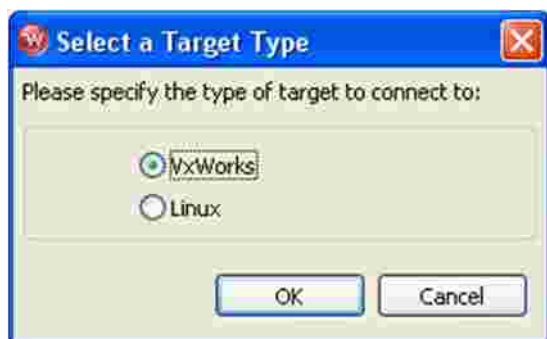 Select a Target Type
Please specify the type of target to connect to:
VxWorks
Linux
OK Cancel